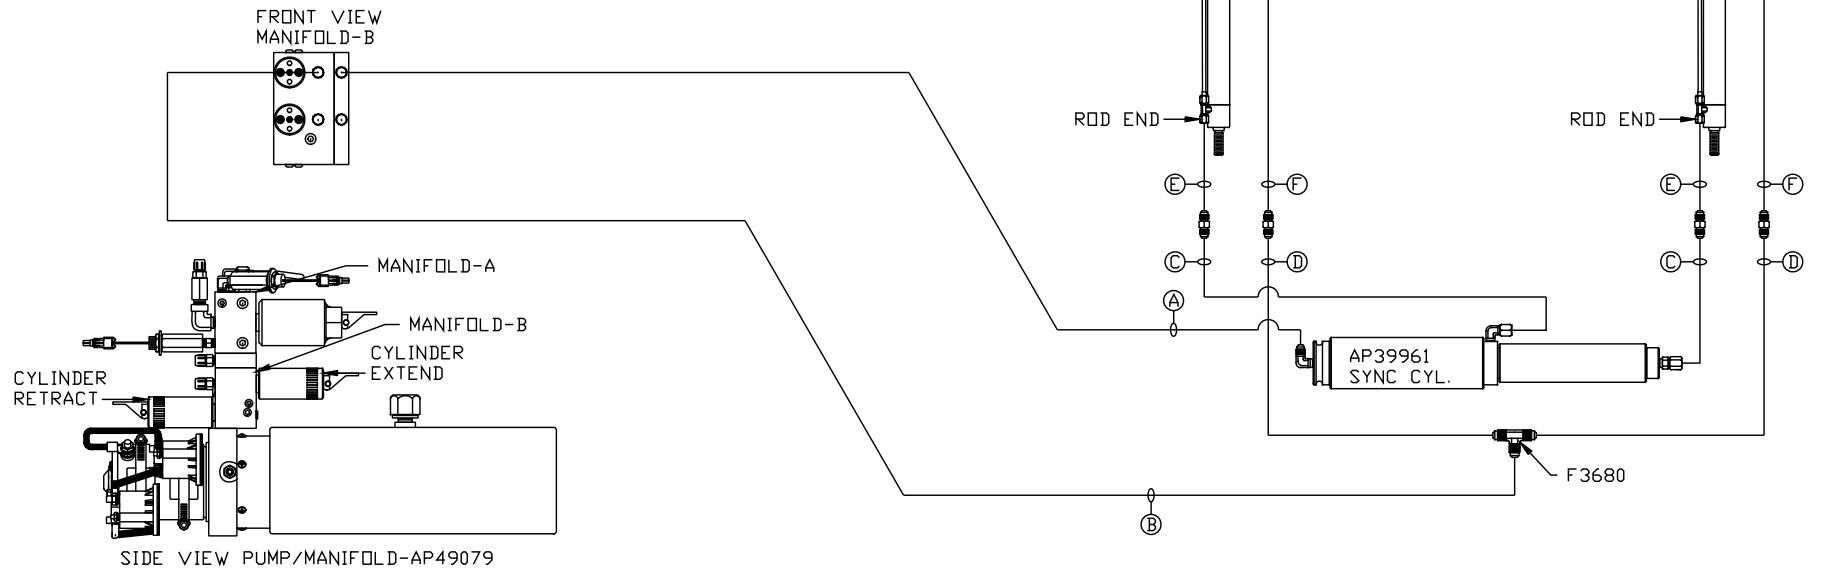 FRONT VIEW
MANIFOLD-B
ROD END
ROD END
E
F
E
F
C
D
C
D
MANIFOLD-A
A
MANIFOLD-B
CYLINDER
EXTEND
CYLINDER
RETRACT
AP39961
SYNC CYL.
F3680
B
SIDE VIEW PUMP/MANIFOLD-AP49079